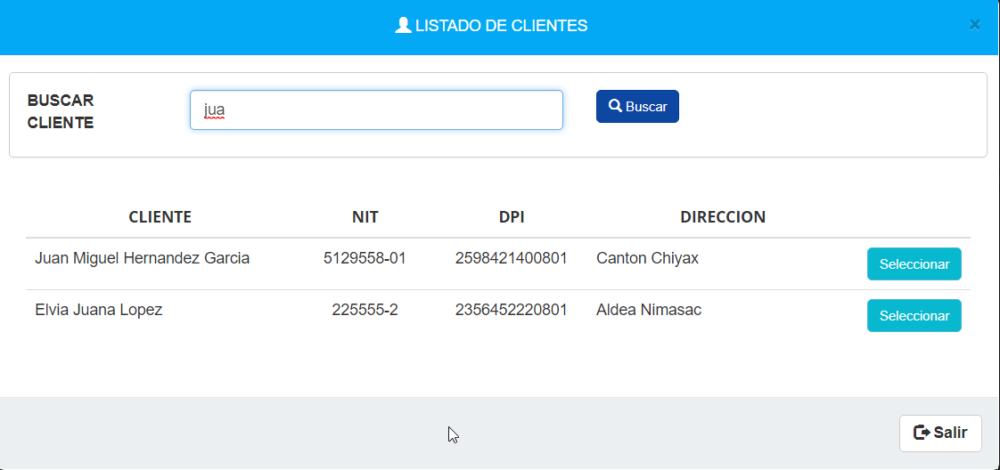 LISTADO DE CLIENTES ×
BUSCAR
CLIENTE
jua
Buscar
CLIENTE NIT DPI DIRECCION
Juan Miguel Hernandez Garcia 5129558-01 2598421400801 Canton Chiyax Seleccionar
Elvia Juana Lopez 225555-2 2356452220801 Aldea Nimasac Seleccionar
Salir